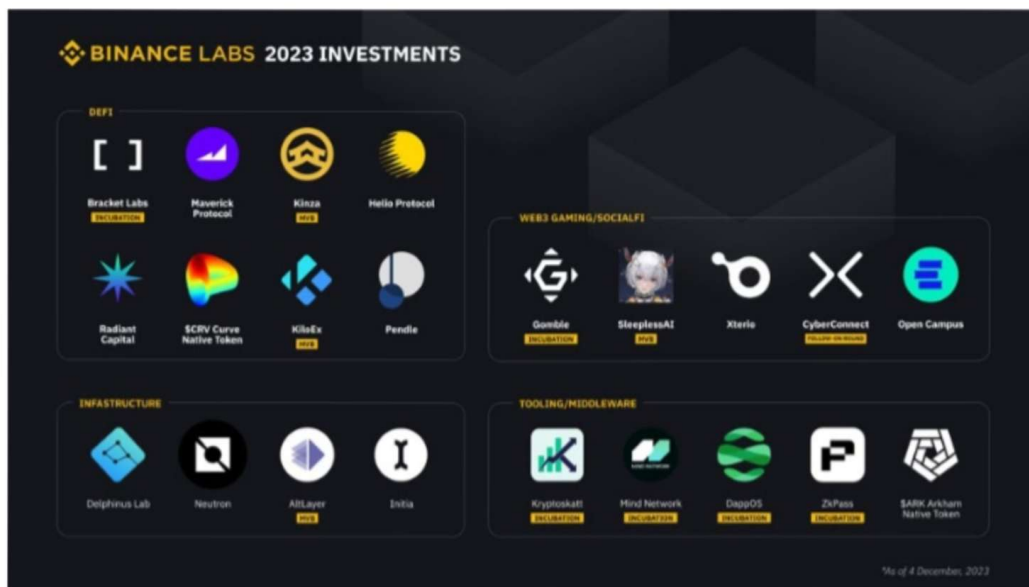 BINANCE LABS 2023 INVESTMENTS
DEFI
Bracket Labs
INCUBATION
Maverick
Protocol
Kinza
MVB
Helio Protocol
Radiant
Capital
$CRV Curve
Native Token
KiloEx
MVB
Pendle
WEB3 GAMING/SOCIALFI
Gomble
INCUBATION
SleeplessAI
MVB
Xterio
CyberConnect
FOLLOW-ON ROUND
Open Campus
INFASTRUCTURE
Delphinus Lab
Neutron
AltLayer
MVB
Initia
TOOLING/MIDDLEWARE
Kryptoskatt
INCUBATION
MIND NETWORK
Mind Network
INCUBATION
DappOS
INCUBATION
ZkPass
INCUBATION
$ARK Arkham
Native Token
*As of 4 December, 2023